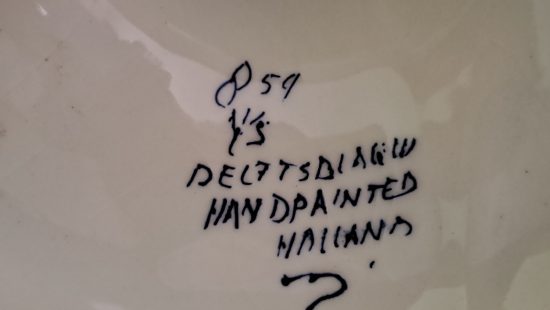 859
Y's
DELFTSBLAUW
HANDPAINTED
HOLLAND